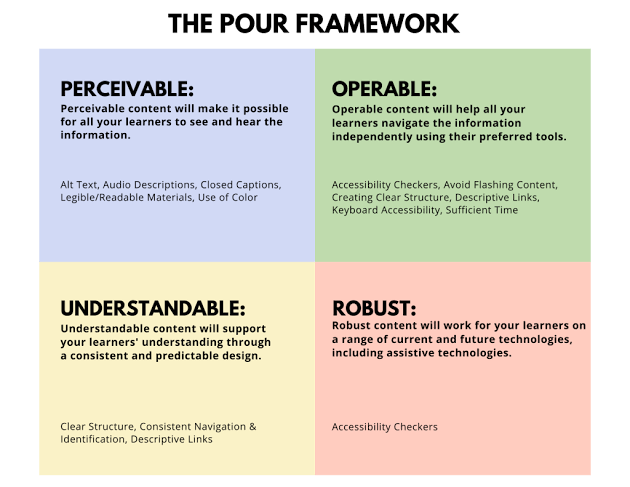 THE POUR FRAMEWORK
PERCEIVABLE:
Perceivable content will make it possible
for all your learners to see and hear the
information.
Alt Text, Audio Descriptions, Closed Captions,
Legible/Readable Materials, Use of Color
OPERABLE:
Operable content will help all your
learners navigate the information
independently using their preferred tools.
Accessibility Checkers, Avoid Flashing Content,
Creating Clear Structure, Descriptive Links,
Keyboard Accessibility, Sufficient Time
UNDERSTANDABLE:
Understandable content will support
your learners' understanding through
a consistent and predictable design.
Clear Structure, Consistent Navigation &
Identification, Descriptive Links
ROBUST:
Robust content will work for your learners on
a range of current and future technologies,
including assistive technologies.
Accessibility Checkers